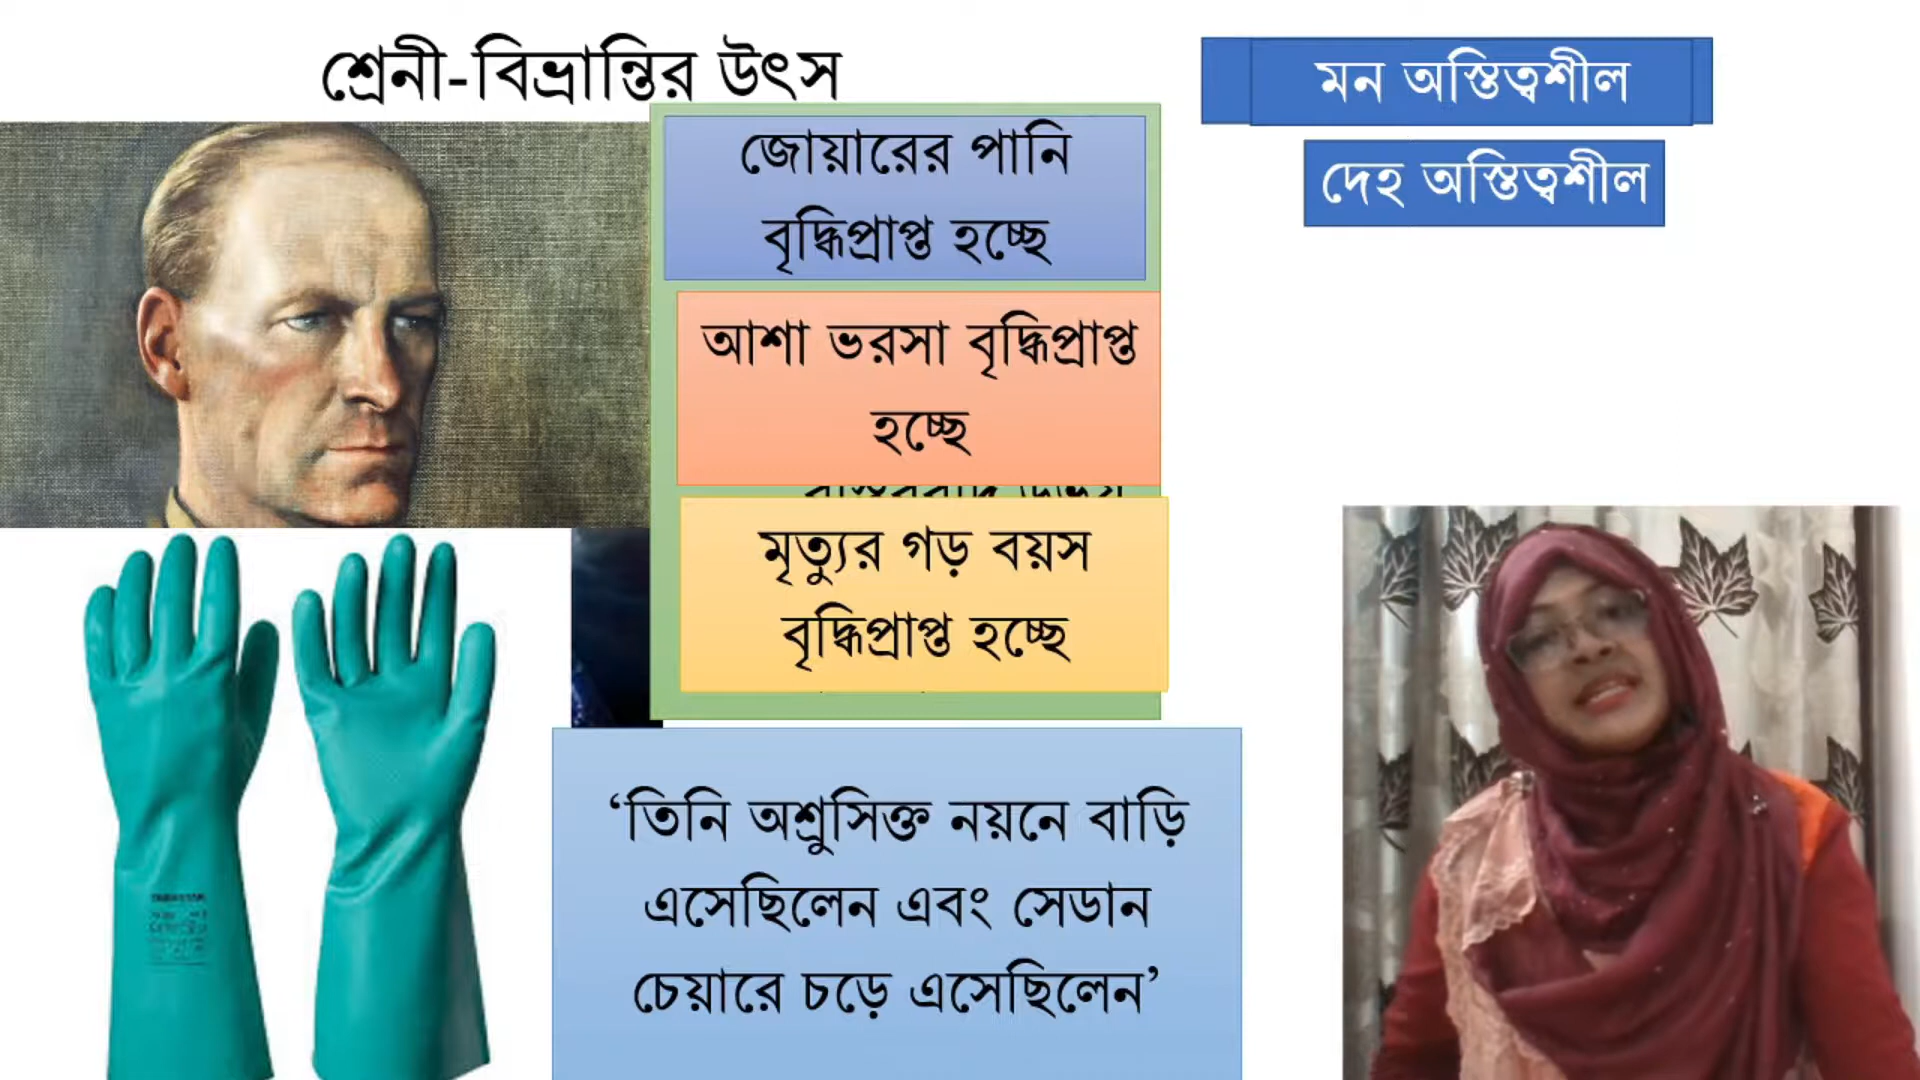 শ্রেনী-বিভ্রান্তির উৎস
মন অস্তিত্বশীল
দেহ অস্তিত্বশীল
জোয়ারের পানি
বৃদ্ধিপ্রাপ্ত হচ্ছে
আশা ভরসা বৃদ্ধিপ্রাপ্ত
হচ্ছে
মৃত্যুর গড় বয়স
বৃদ্ধিপ্রাপ্ত হচ্ছে
‘তিনি অশ্রুসিক্ত নয়নে বাড়ি
এসেছিলেন এবং সেডান
চেয়ারে চড়ে এসেছিলেন’